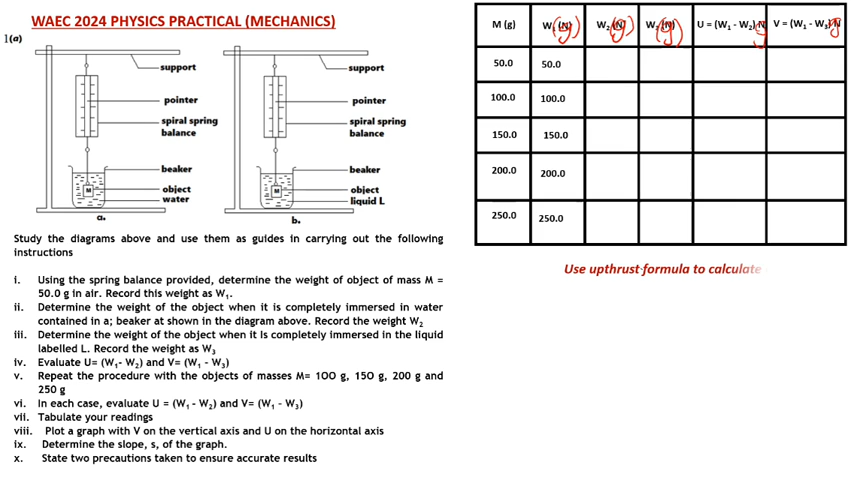 WAEC 2024 PHYSICS PRACTICAL (MECHANICS)
1(a)
support
pointer
spiral spring
balance
beaker
object
water
M
a.
support
pointer
spiral spring
balance
beaker
object
liquid L
M
b.
Study the diagrams above and use them as guides in carrying out the following
instructions
i. Using the spring balance provided, determine the weight of object of mass M =
50.0 g in air. Record this weight as W₁.
ii. Determine the weight of the object when it is completely immersed in water
contained in a; beaker at shown in the diagram above. Record the weight W₂
iii. Determine the weight of the object when it is completely immersed in the liquid
labelled L. Record the weight as W₃
iv. Evaluate U= (W₁- W₂) and V= (W₁ - W₃)
v. Repeat the procedure with the objects of masses M= 100 g, 150 g, 200 g and
250 g
vi. In each case, evaluate U = (W₁ - W₂) and V= (W₁ - W₃)
vii. Tabulate your readings
viii. Plot a graph with V on the vertical axis and U on the horizontal axis
ix. Determine the slope, s, of the graph.
x. State two precautions taken to ensure accurate results
M (g) W₁ (N) (g) W₂ (N) (g) W₃ (N) (g) U = (W₁ - W₂) N g V = (W₁ - W₃) N g
50.0 50.0
100.0 100.0
150.0 150.0
200.0 200.0
250.0 250.0
Use upthrust formula to calculate